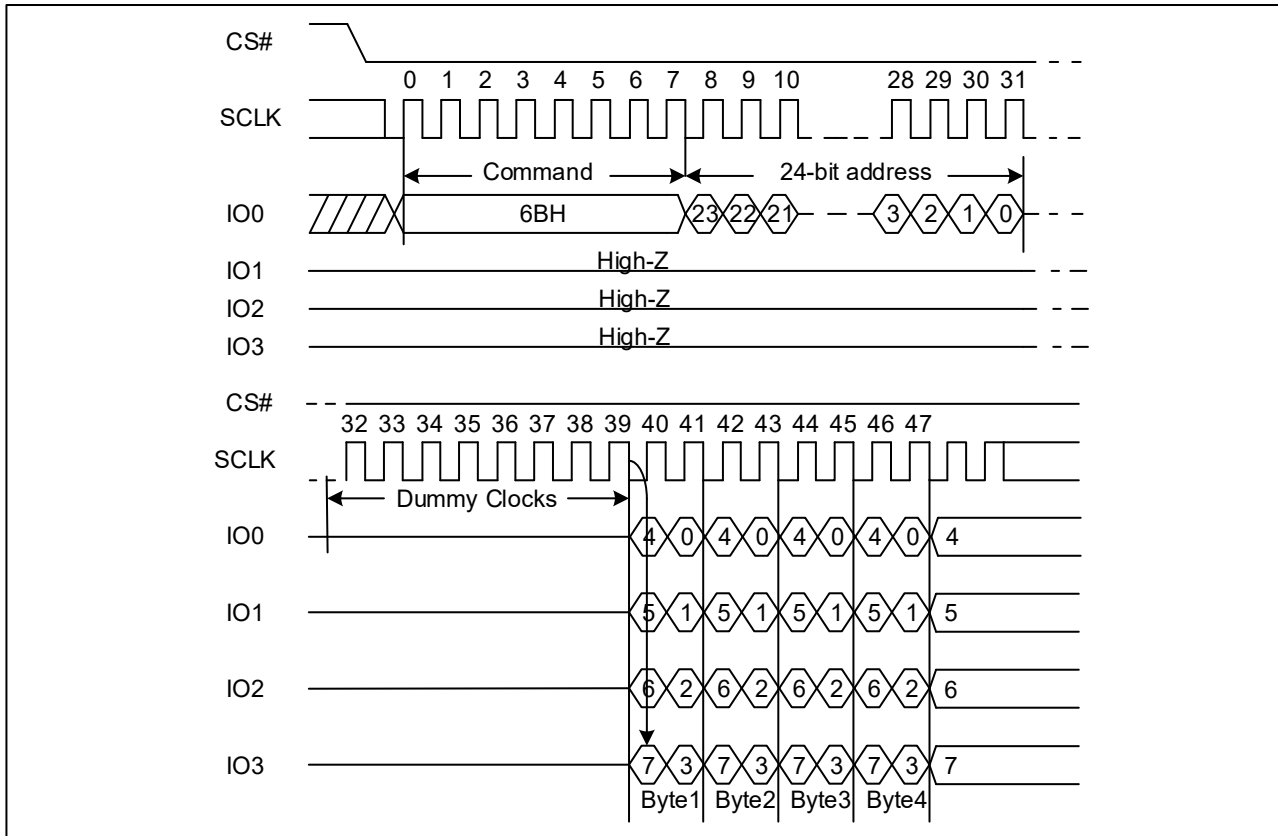 CS#
0 1 2 3 4 5 6 7 8 9 10 28 29 30 31
SCLK
Command 24-bit address
IO0 6BH 23 22 21 3 2 1 0
IO1 High-Z
IO2 High-Z
IO3 High-Z
CS#
32 33 34 35 36 37 38 39 40 41 42 43 44 45 46 47
SCLK
Dummy Clocks
IO0 4 0 4 0 4 0 4 0 4
IO1 5 1 5 1 5 1 5 1 5
IO2 6 2 6 2 6 2 6 2 6
IO3 7 3 7 3 7 3 7 3 7
Byte1 Byte2 Byte3 Byte4